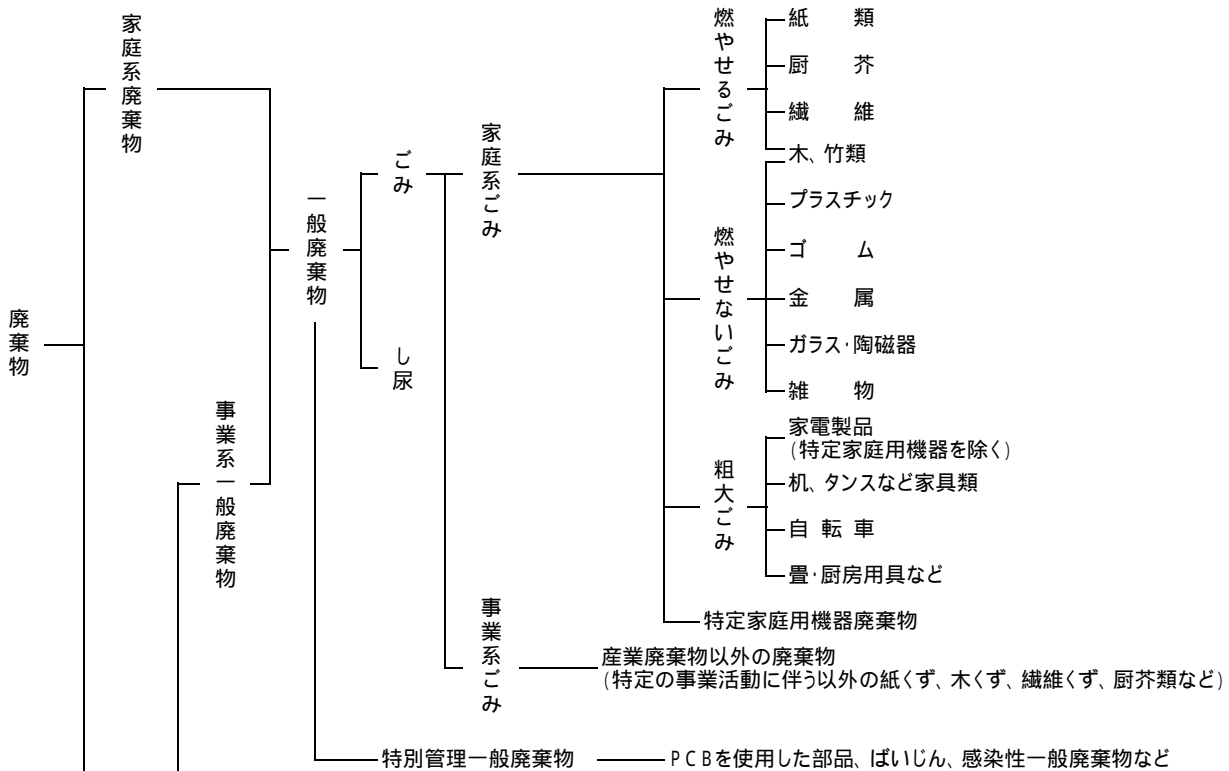 廃棄物
家庭系廃棄物
事業系一般廃棄物
一般廃棄物
ごみ
し尿
家庭系ごみ
燃やせるごみ
紙　類
厨　芥
繊　維
木、竹類
燃やせないごみ
プラスチック
ゴ　ム
金　属
ガラス・陶磁器
雑　物
粗大ごみ
家電製品
(特定家庭用機器を除く)
机、タンスなど家具類
自 転 車
畳・厨房用具など
特定家庭用機器廃棄物
事業系ごみ
産業廃棄物以外の廃棄物
(特定の事業活動に伴う以外の紙くず、木くず、繊維くず、厨芥類など)
特別管理一般廃棄物
PCBを使用した部品、ばいじん、感染性一般廃棄物など